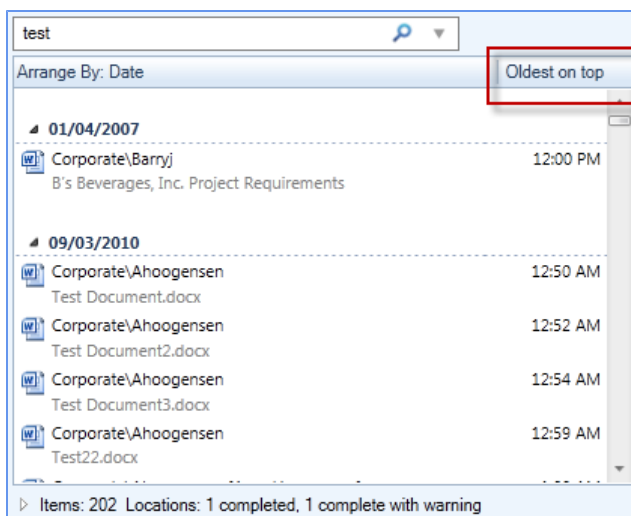 test
Arrange By: Date Oldest on top
01/04/2007
Corporate\Barryj 12:00 PM
B's Beverages, Inc. Project Requirements
09/03/2010
Corporate\Ahoogensen 12:50 AM
Test Document.docx
Corporate\Ahoogensen 12:52 AM
Test Document2.docx
Corporate\Ahoogensen 12:54 AM
Test Document3.docx
Corporate\Ahoogensen 12:59 AM
Test22.docx
Items: 202 Locations: 1 completed, 1 complete with warning